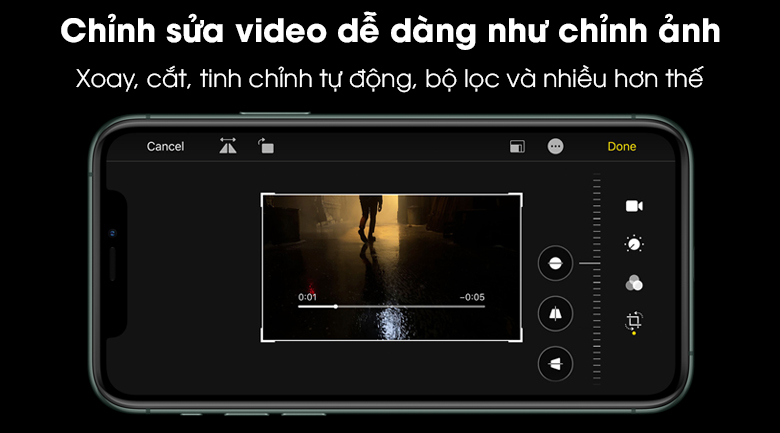 Chỉnh sửa video dễ dàng như chỉnh ảnh
Xoay, cắt, tinh chỉnh tự động, bộ lọc và nhiều hơn thế
Cancel
Done
0:01
−0:05